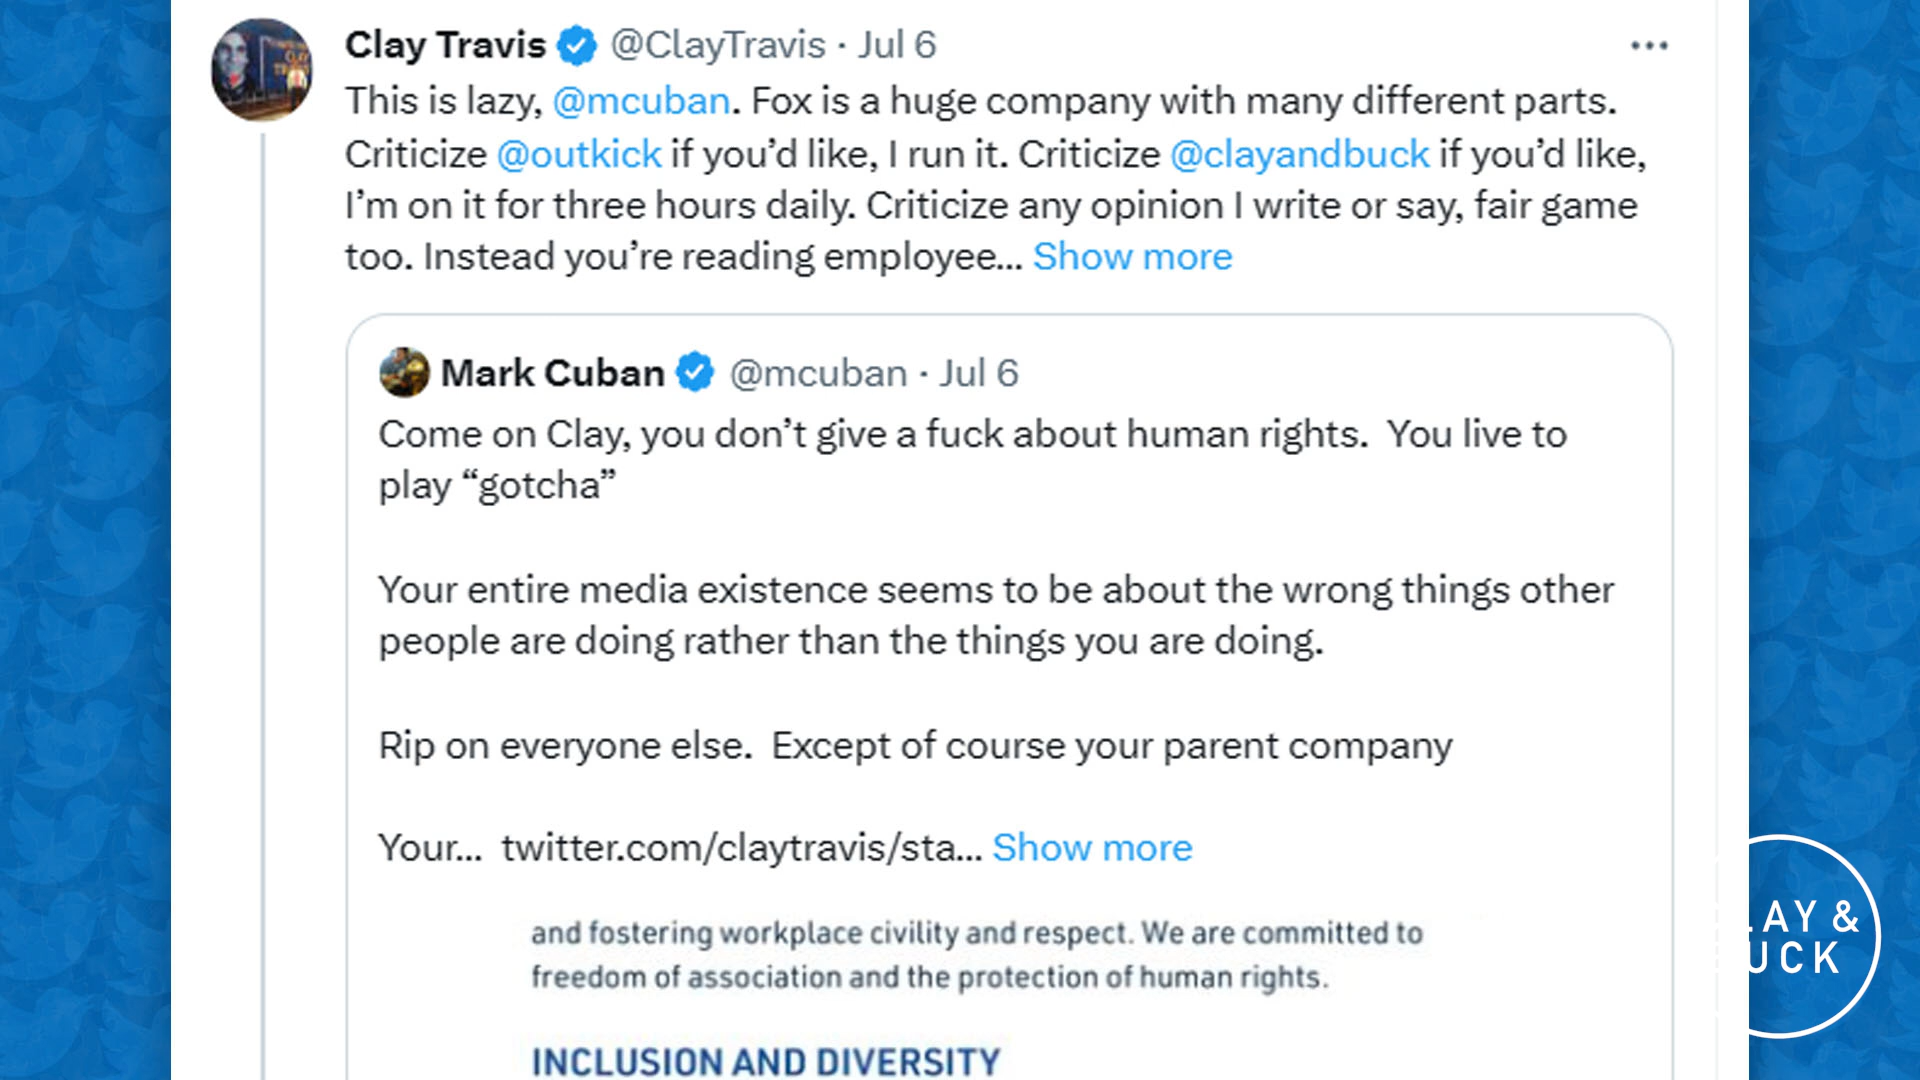 Clay Travis @ClayTravis · Jul 6
This is lazy, @mcuban. Fox is a huge company with many different parts.
Criticize @outkick if you’d like, I run it. Criticize @clayandbuck if you’d like,
I’m on it for three hours daily. Criticize any opinion I write or say, fair game
too. Instead you’re reading employee... Show more
Mark Cuban @mcuban · Jul 6
Come on Clay, you don’t give a fuck about human rights.  You live to
play “gotcha”
Your entire media existence seems to be about the wrong things other
people are doing rather than the things you are doing.
Rip on everyone else.  Except of course your parent company
Your...  twitter.com/claytravis/sta... Show more
and fostering workplace civility and respect. We are committed to
freedom of association and the protection of human rights.
INCLUSION AND DIVERSITY
LAY &
UCK